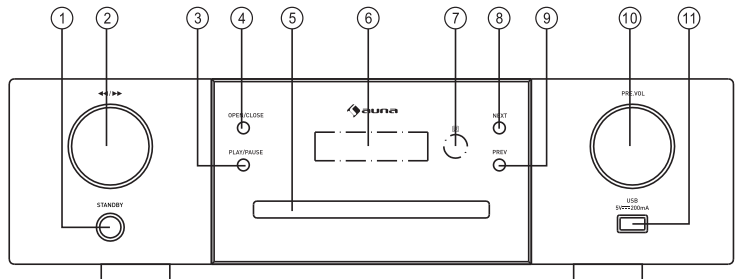 1 2 3 4 5 6 7 8 9 10 11
◄◄/►►
PRE.VOL
OPEN/CLOSE
auna
NEXT
PLAY/PAUSE
PREV
STANDBY
USB
5V⎓200mA